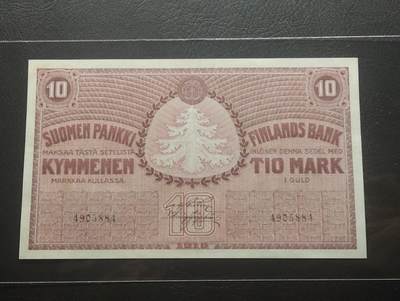 10
10
SUOMEN PANKKI
MAKSAA TÄSTÄ SETELISTÄ
KYMMENEN
MARKKAA KULLASSA
FINLANDS BANK
INLÖSER DENNA SEDEL MED
TIO MARK
I GULD
10
4905884
4905884